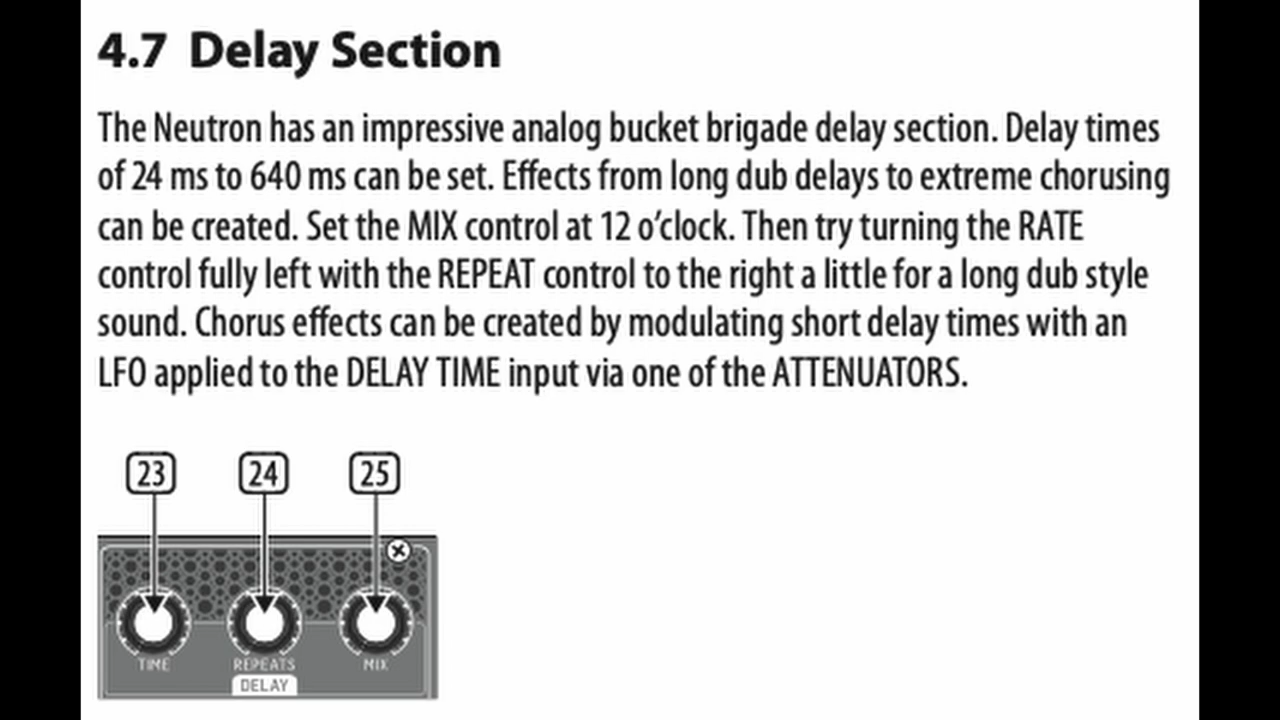 4.7 Delay Section
The Neutron has an impressive analog bucket brigade delay section. Delay times
of 24 ms to 640 ms can be set. Effects from long dub delays to extreme chorusing
can be created. Set the MIX control at 12 o’clock. Then try turning the RATE
control fully left with the REPEAT control to the right a little for a long dub style
sound. Chorus effects can be created by modulating short delay times with an
LFO applied to the DELAY TIME input via one of the ATTENUATORS.
23 24 25
TIME REPEATS MIX
DELAY